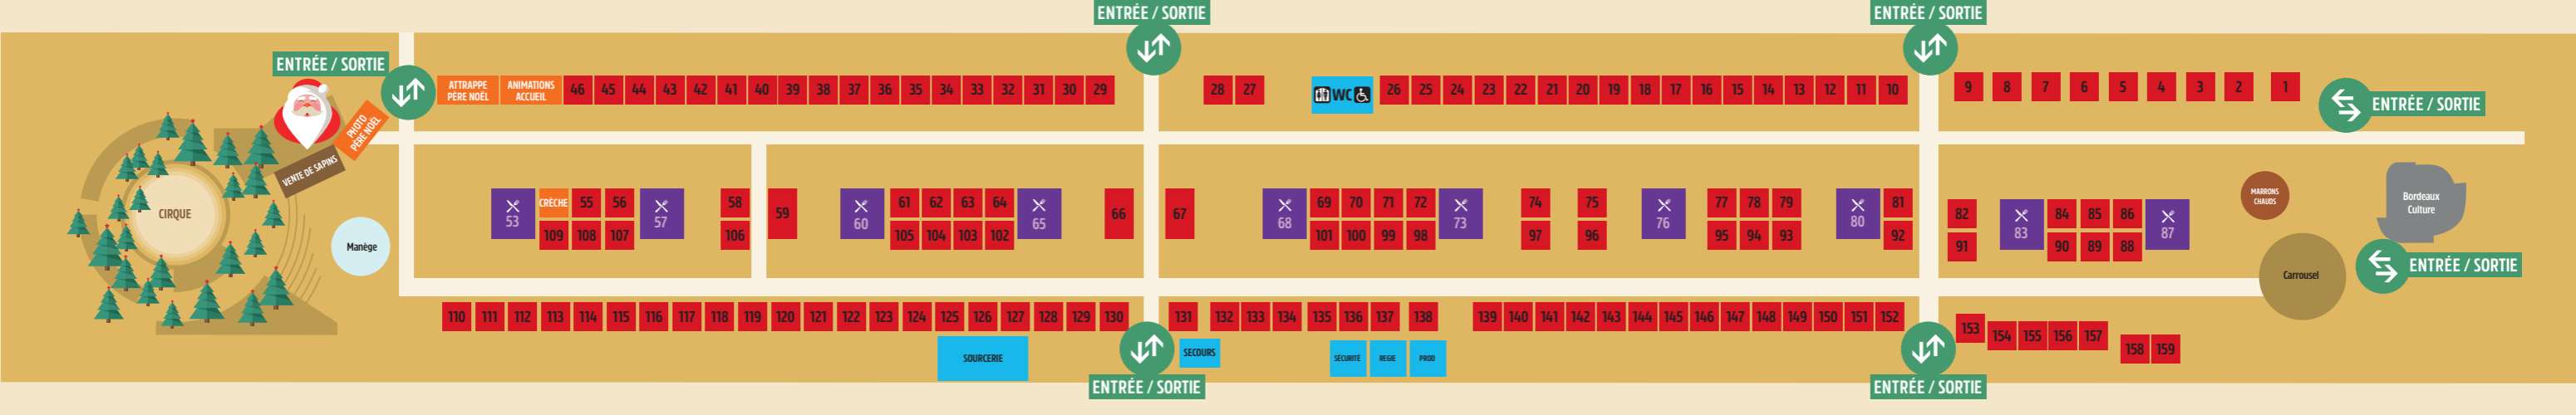 ENTRÉE / SORTIE
ENTRÉE / SORTIE
ENTRÉE / SORTIE
ATTRAPPE
PÈRE NOËL
ANIMATIONS
ACCUEIL
46 45 44 43 42 41 40 39 38 37 36 35 34 33 32 31 30 29
28 27
WC
26 25 24 23 22 21 20 19 18 17 16 15 14 13 12 11 10
9 8 7 6 5 4 3 2 1
ENTRÉE / SORTIE
PHOTO
PÈRE NOËL
VENTE DE SAPINS
CIRQUE
Manège
53
CRÈCHE 55 56
109 108 107
57
58
106
59
60
61 62 63 64
105 104 103 102
65
66
67
68
69 70 71 72
101 100 99 98
73
74
97
75
96
76
77 78 79
95 94 93
80
81
92
82
91
83
84 85 86
90 89 88
87
MARRONS
CHAUDS
Bordeaux
Culture
Carrousel
ENTRÉE / SORTIE
110 111 112 113 114 115 116 117 118 119 120 121 122 123 124 125 126 127 128 129 130
131 132 133 134 135 136 137 138
139 140 141 142 143 144 145 146 147 148 149 150 151 152
153 154 155 156 157 158 159
SOURCERIE
SECOURS
SÉCURITÉ
REGIE
PROD
ENTRÉE / SORTIE
ENTRÉE / SORTIE